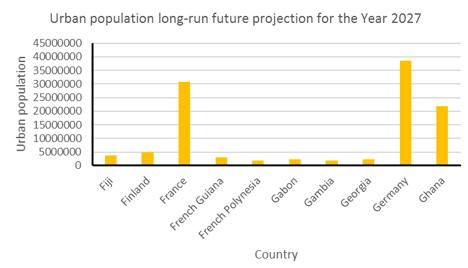 Urban population long-run future projection for the Year 2027
45000000
40000000
35000000
30000000
25000000
20000000
15000000
10000000
5000000
0
Urban population
Fiji
Finland
France
French Guiana
French Polynesia
Gabon
Gambia
Georgia
Germany
Ghana
Country